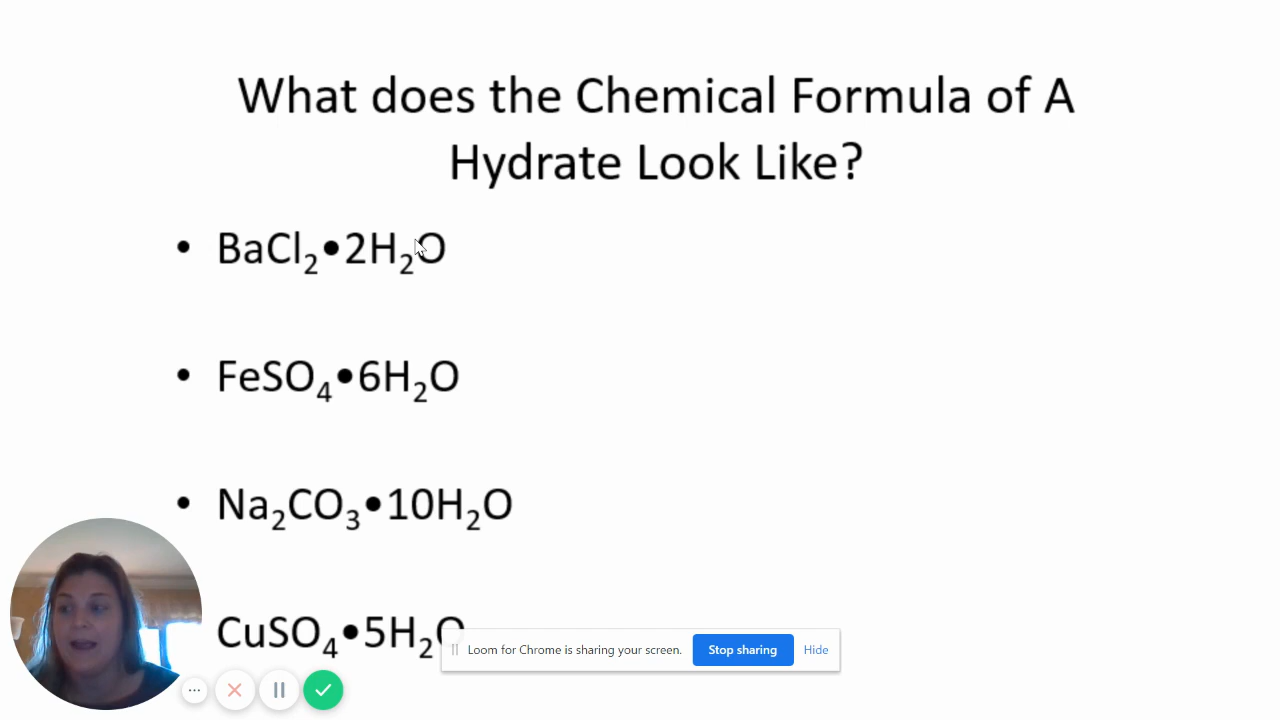 What does the Chemical Formula of A
Hydrate Look Like?
• BaCl₂•2H₂O
• FeSO₄•6H₂O
• Na₂CO₃•10H₂O
CuSO₄•5H₂O
Loom for Chrome is sharing your screen. Stop sharing Hide